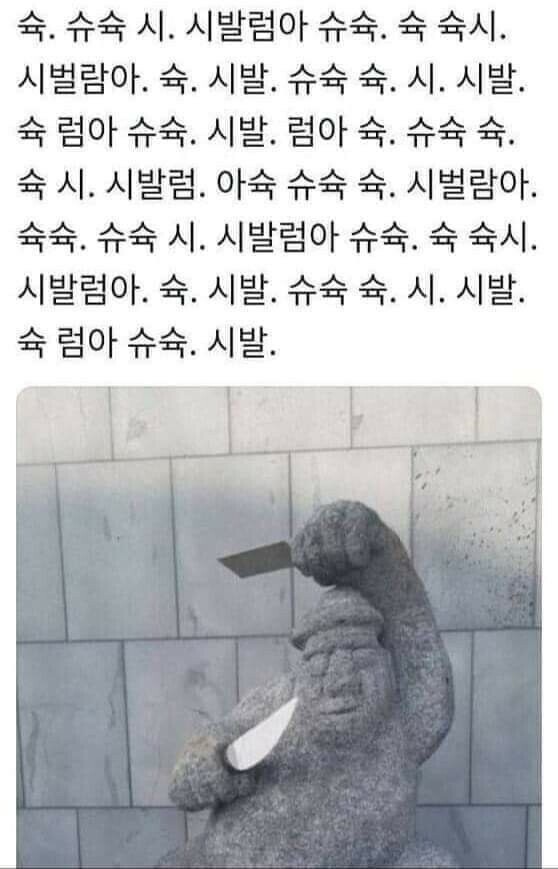 슉. 슈슉 시. 시발럼아 슈슉. 슉 슉시.
시벌람아. 슉. 시발. 슈슉 슉. 시. 시발.
슉 럼아 슈슉. 시발. 럼아 슉. 슈슉 슉.
슉 시. 시발럼. 아슉 슈슉 슉. 시벌람아.
슉슉. 슈슉 시. 시발럼아 슈슉. 슉 슉시.
시발럼아. 슉. 시발. 슈슉 슉. 시. 시발.
슉 럼아 슈슉. 시발.